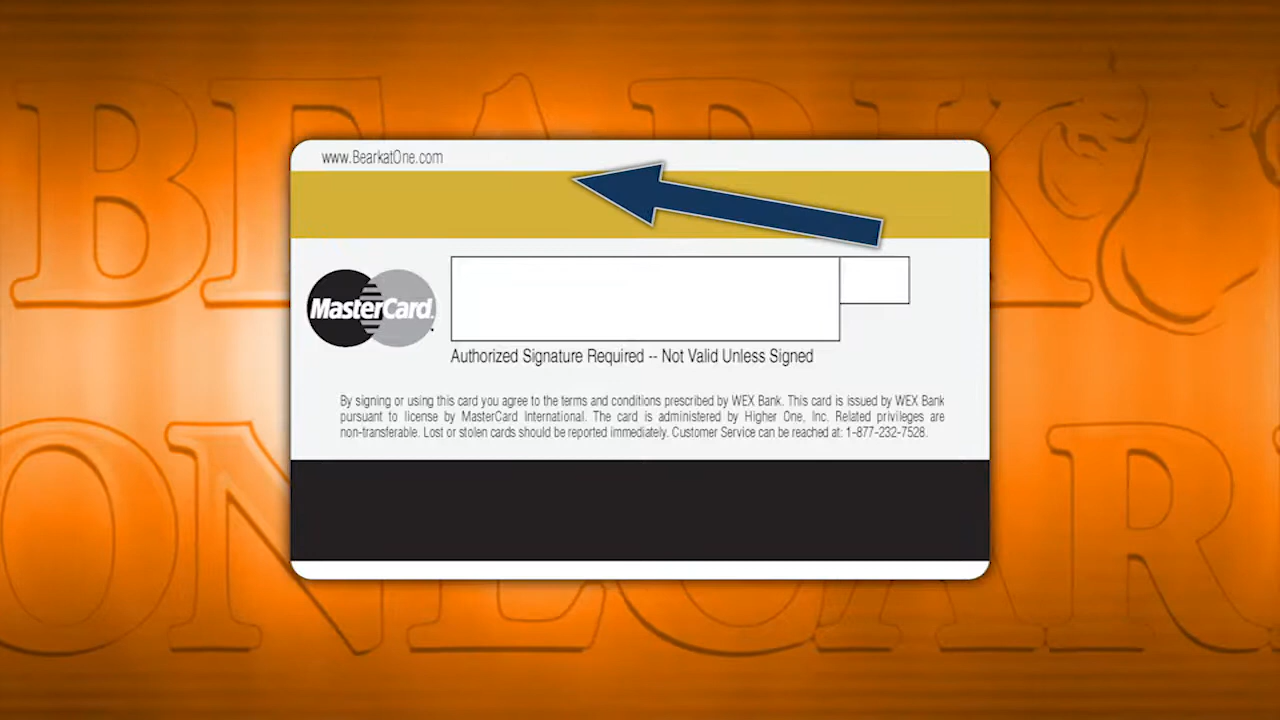 BEARK
www.BearkatOne.com
MasterCard.
Authorized Signature Required -- Not Valid Unless Signed
By signing or using this card you agree to the terms and conditions prescribed by WEX Bank. This card is issued by WEX Bank
pursuant to license by MasterCard International. The card is administered by Higher One, Inc. Related privileges are
non-transferable. Lost or stolen cards should be reported immediately. Customer Service can be reached at: 1-877-232-7528.
ONE CAR